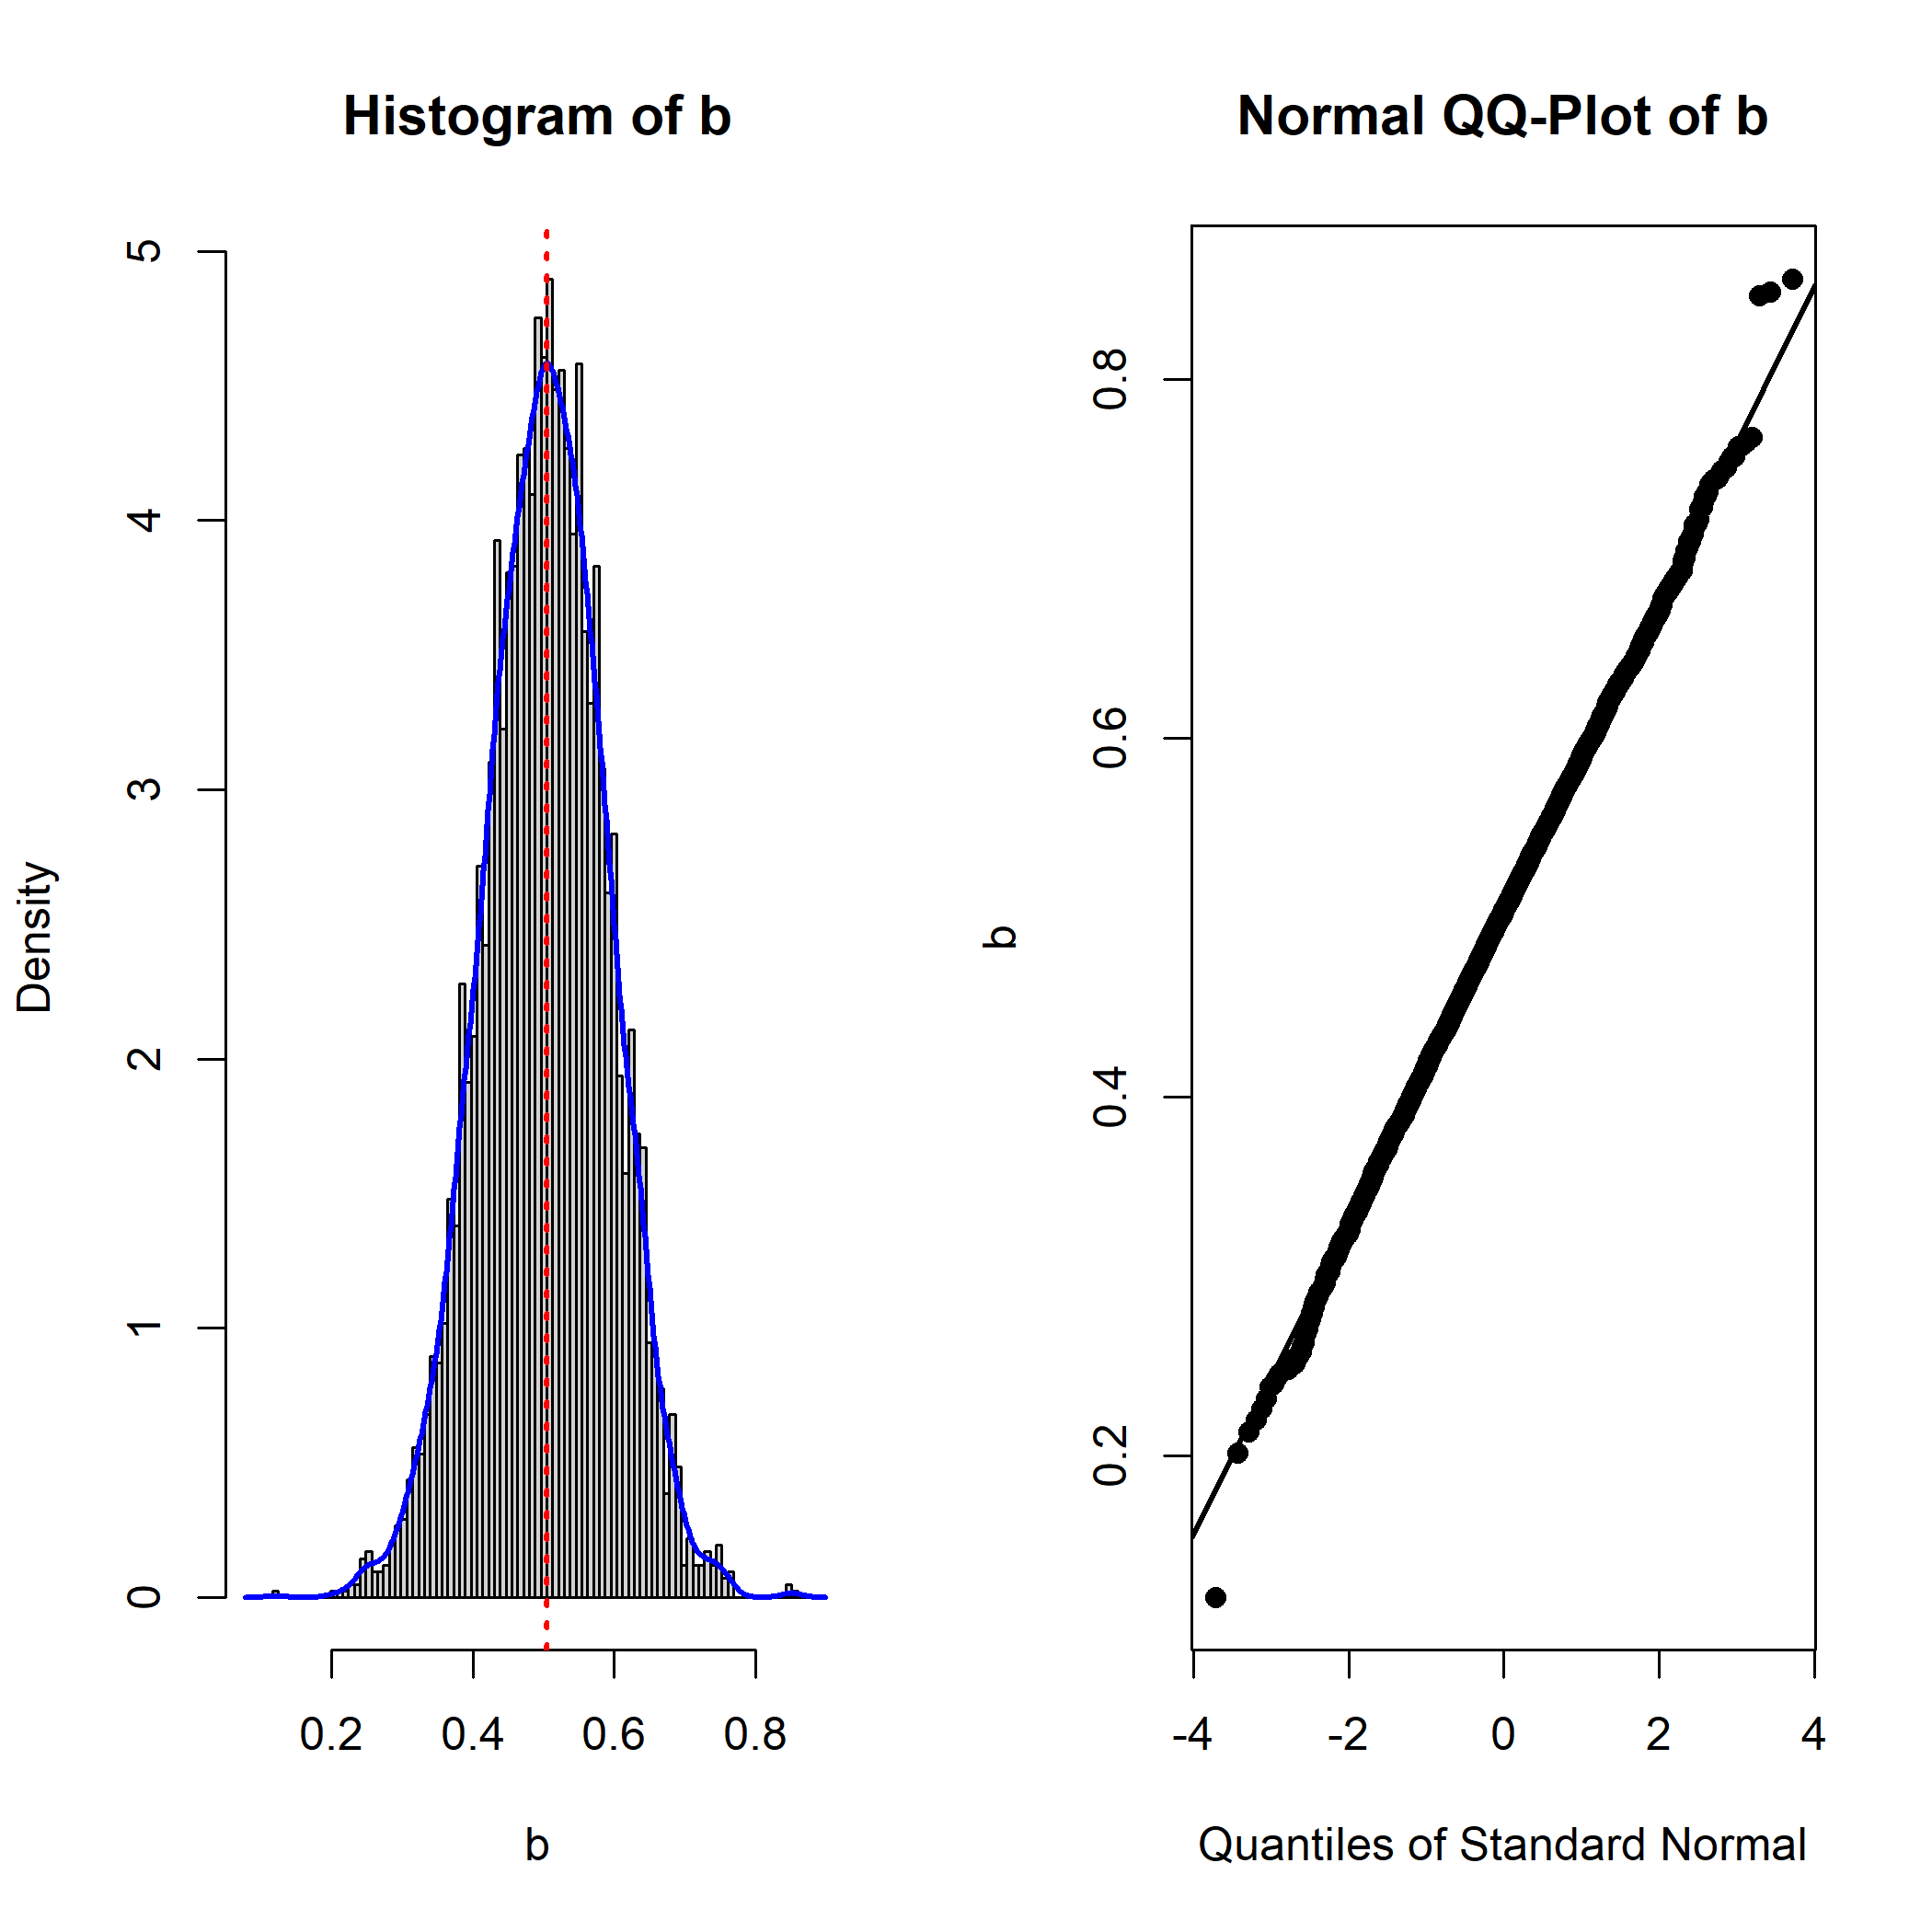 Histogram of b
Density
0 1 2 3 4 5
0.2 0.4 0.6 0.8
b
Normal QQ-Plot of b
b
0.2 0.4 0.6 0.8
-4 -2 0 2 4
Quantiles of Standard Normal